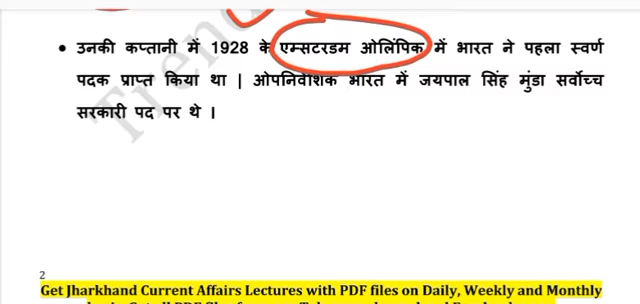 • उनकी कप्तानी में 1928 के एम्सटरडम ओलिंपिक में भारत ने पहला स्वर्ण
पदक प्राप्त किया था | ओपनिवेशिक भारत में जयपाल सिंह मुंडा सर्वोच्च
सरकारी पद पर थे ।
2
Get Jharkhand Current Affairs Lectures with PDF files on Daily, Weekly and Monthly